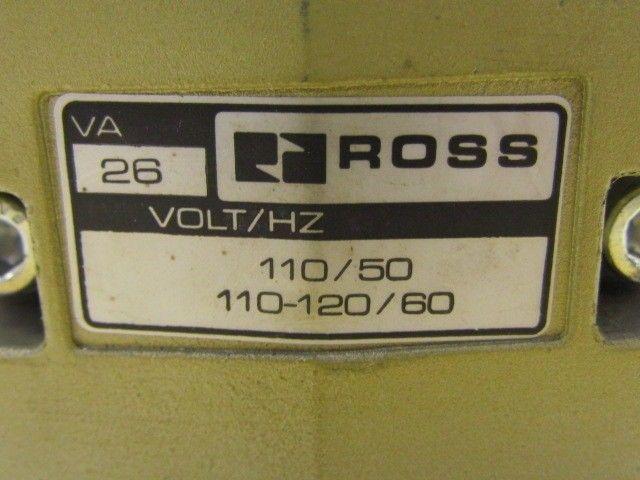 VA
26
ROSS
VOLT/HZ
110/50
110-120/60